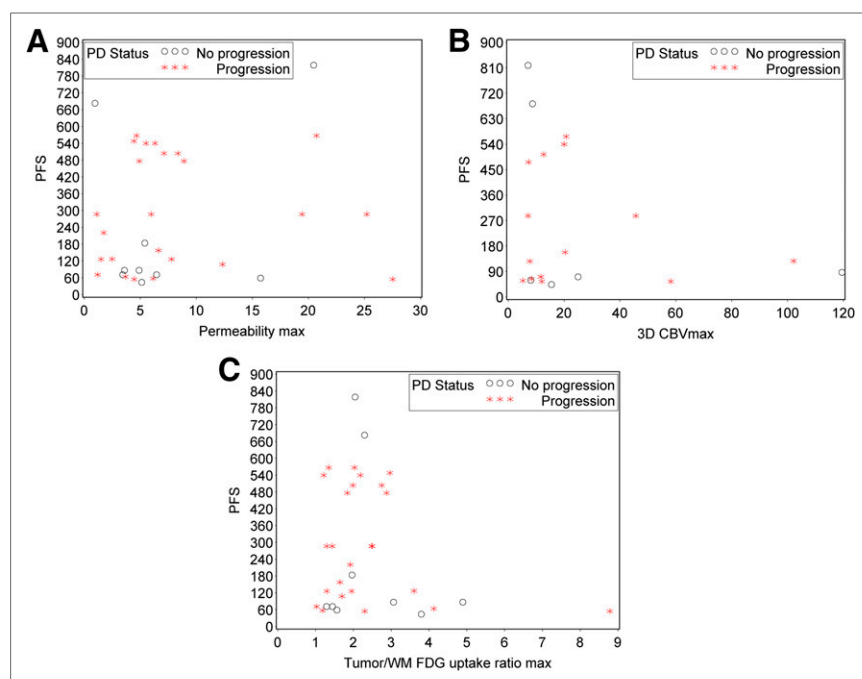 A
PD Status ○ ○ ○ No progression
* * * Progression
900
840
780
720
660
600
540
480
420
360
300
240
180
120
60
0
PFS
0 5 10 15 20 25 30
Permeability max
B
PD Status ○ ○ ○ No progression
* * * Progression
900
810
720
630
540
450
360
270
180
90
0
PFS
0 20 40 60 80 100 120
3D CBVmax
C
PD Status ○ ○ ○ No progression
* * * Progression
900
840
780
720
660
600
540
480
420
360
300
240
180
120
60
0
PFS
0 1 2 3 4 5 6 7 8 9
Tumor/WM FDG uptake ratio max